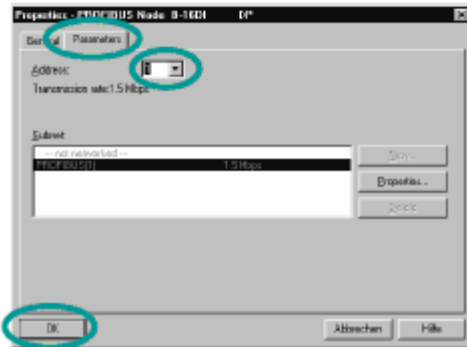 Properties - PROFIBUS Node B-16DI DP
General Parameters
Address:
Transmission rate: 1.5 Mbps
Subnet:
--- not networked ---
PROFIBUS(1) 1.5 Mbps
New...
Properties...
Delete
OK Abbrechen Hilfe